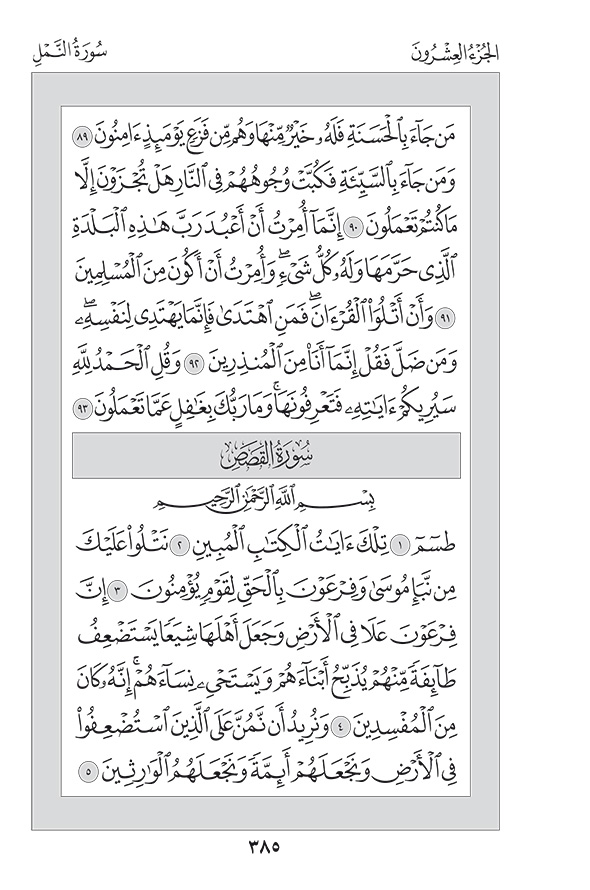 الجُزْءُ العِشْرُونَ
سُورَةُ النَّمْلِ
مَن جَآءَ بِٱلْحَسَنَةِ فَلَهُۥ خَيْرٌ مِّنْهَا وَهُم مِّن فَزَعٍ يَوْمَئِذٍ ءَامِنُونَ ٨٩
وَمَن جَآءَ بِٱلسَّيِّئَةِ فَكُبَّتْ وُجُوهُهُمْ فِى ٱلنَّارِ هَلْ تُجْزَوْنَ إِلَّا
مَا كُنتُمْ تَعْمَلُونَ ٩٠ إِنَّمَآ أُمِرْتُ أَنْ أَعْبُدَ رَبَّ هَٰذِهِ ٱلْبَلْدَةِ
ٱلَّذِى حَرَّمَهَا وَلَهُۥ كُلُّ شَىْءٍ ۖ وَأُمِرْتُ أَنْ أَكُونَ مِنَ ٱلْمُسْلِمِينَ
٩١ وَأَنْ أَتْلُوَا۟ ٱلْقُرْءَانَ ۖ فَمَنِ ٱهْتَدَىٰ فَإِنَّمَا يَهْتَدِى لِنَفْسِهِۦ ۖ
وَمَن ضَلَّ فَقُلْ إِنَّمَآ أَنَا۠ مِنَ ٱلْمُنذِرِينَ ٩٢ وَقُلِ ٱلْحَمْدُ لِلَّهِ
سَيُرِيكُمْ ءَايَٰتِهِۦ فَتَعْرِفُونَهَا ۚ وَمَا رَبُّكَ بِغَٰفِلٍ عَمَّا تَعْمَلُونَ ٩٣
سُورَةُ القَصَصِ
بِسْمِ ٱللَّهِ ٱلرَّحْمَٰنِ ٱلرَّحِيمِ
طسٓمٓ ١ تِلْكَ ءَايَٰتُ ٱلْكِتَٰبِ ٱلْمُبِينِ ٢ نَتْلُوا۟ عَلَيْكَ
مِن نَّبَإِ مُوسَىٰ وَفِرْعَوْنَ بِٱلْحَقِّ لِقَوْمٍ يُؤْمِنُونَ ٣ إِنَّ
فِرْعَوْنَ عَلَا فِى ٱلْأَرْضِ وَجَعَلَ أَهْلَهَا شِيَعًا يَسْتَضْعِفُ
طَآئِفَةً مِّنْهُمْ يُذَبِّحُ أَبْنَآءَهُمْ وَيَسْتَحْىِۦ نِسَآءَهُمْ ۚ إِنَّهُۥ كَانَ
مِنَ ٱلْمُفْسِدِينَ ٤ وَنُرِيدُ أَن نَّمُنَّ عَلَى ٱلَّذِينَ ٱسْتُضْعِفُوا۟
فِى ٱلْأَرْضِ وَنَجْعَلَهُمْ أَئِمَّةً وَنَجْعَلَهُمُ ٱلْوَٰرِثِينَ ٥
٣٨٥